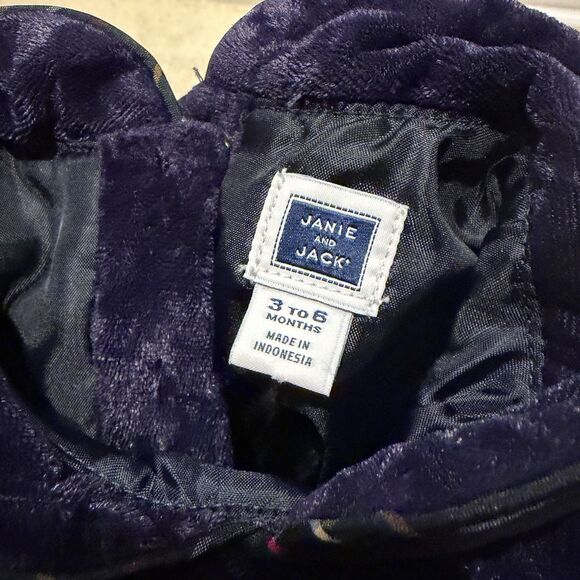 JANIE
AND
JACK
3 TO 6
MONTHS
MADE IN
INDONESIA